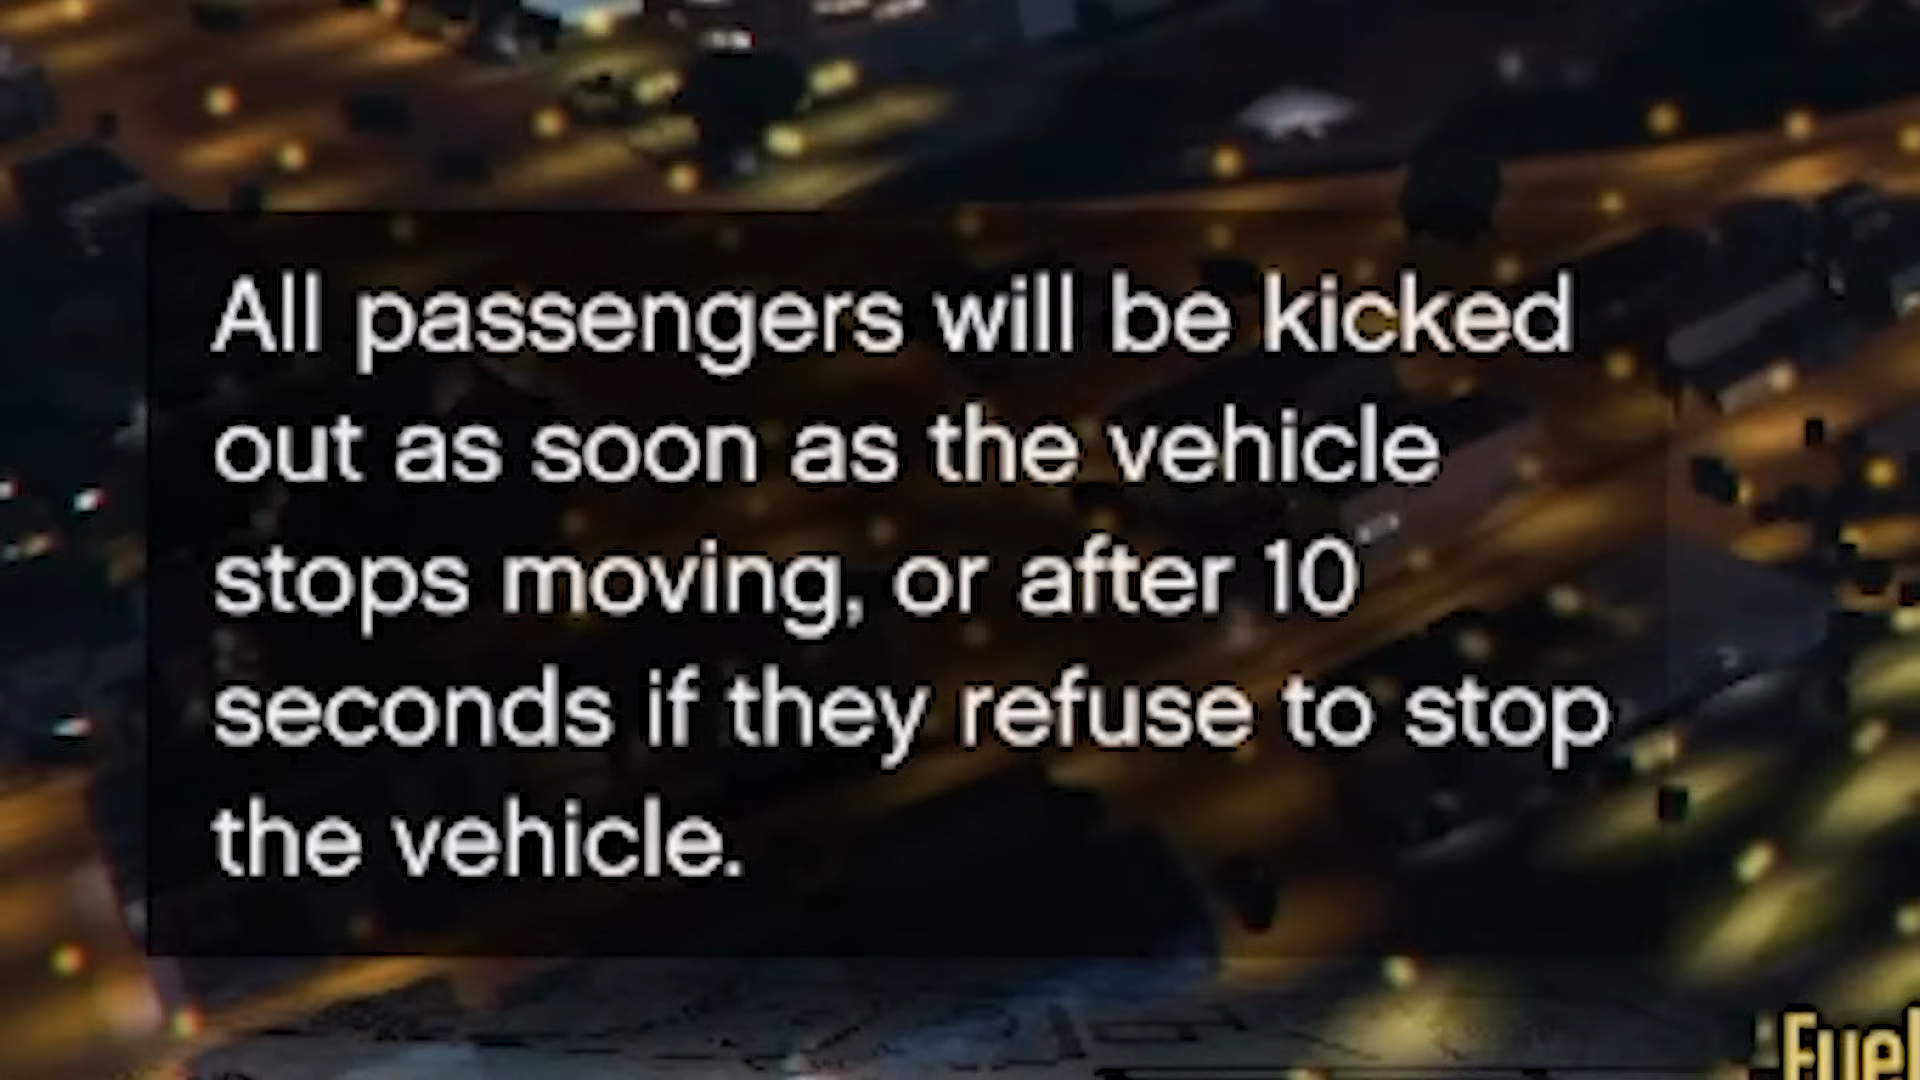 All passengers will be kicked
out as soon as the vehicle
stops moving, or after 10
seconds if they refuse to stop
the vehicle.
Fuel